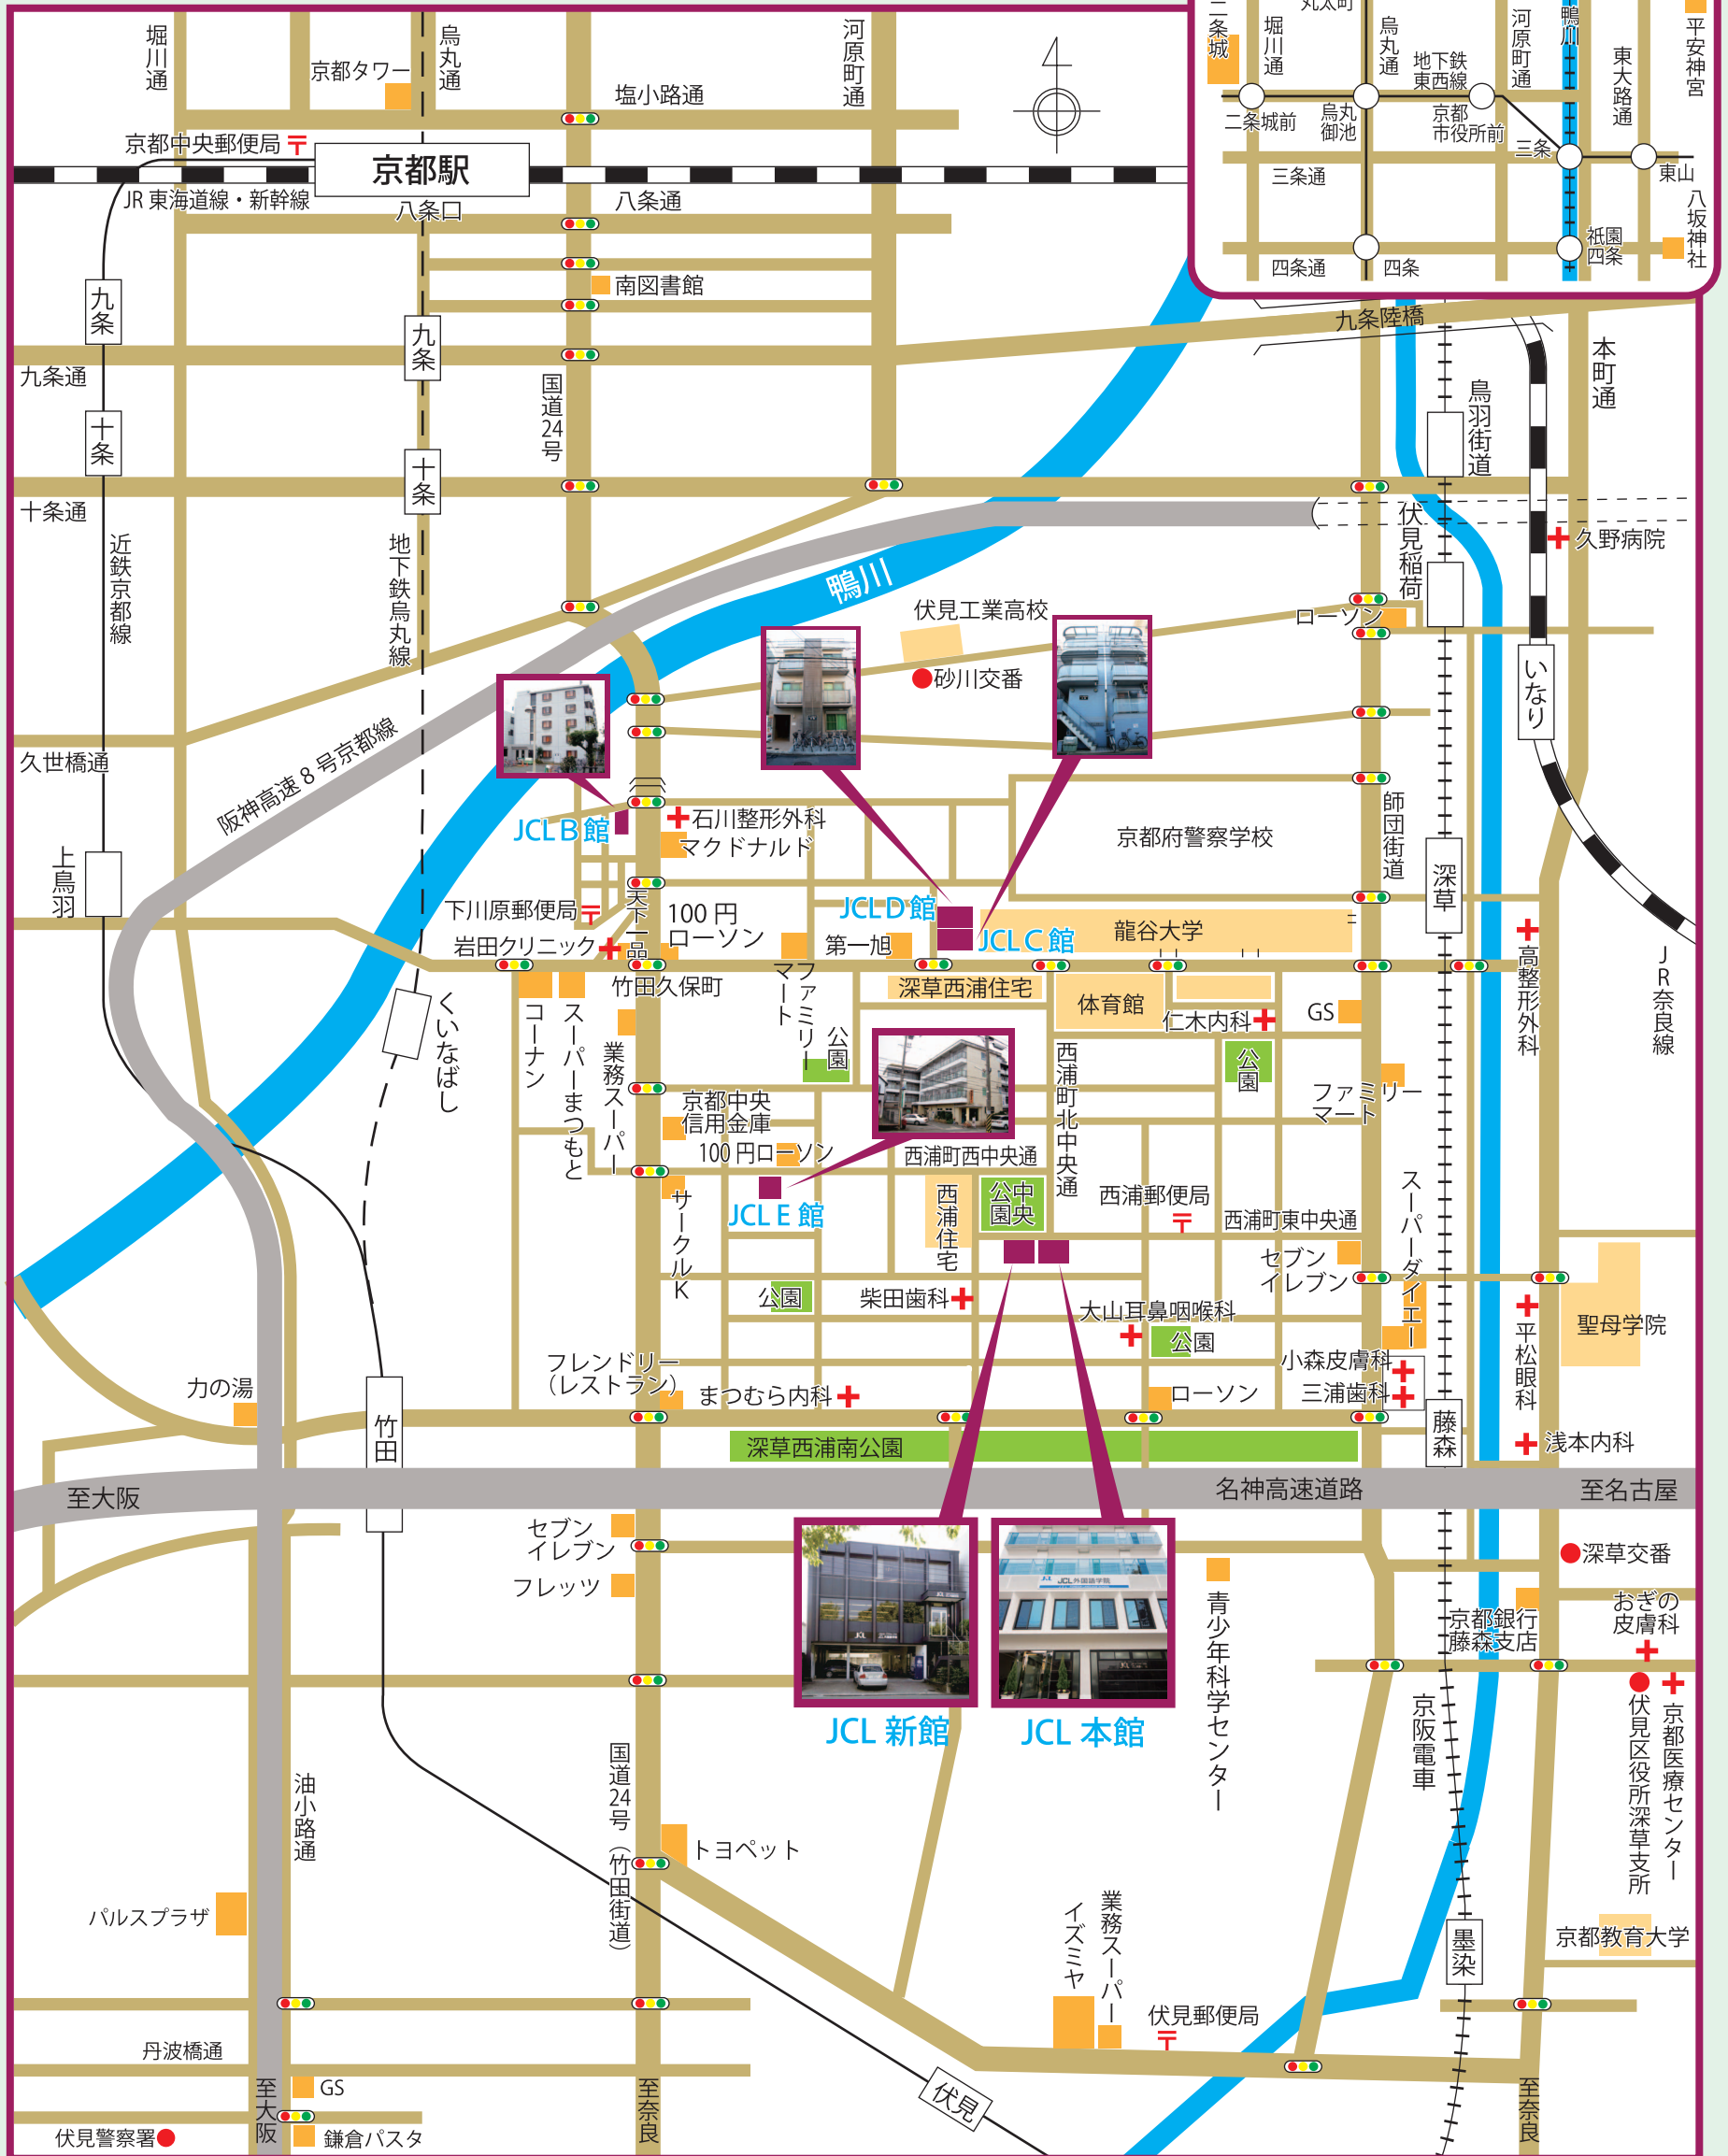 堀川通
京都タワー
烏丸通
塩小路通
河原町通
京都中央郵便局
京都駅
JR 東海道線・新幹線
八条口
八条通
南図書館
二条城
堀川通
丸太町
烏丸通
地下鉄
東西線
河原町通
鴨川
東大路通
平安神宮
二条城前
烏丸
御池
京都
市役所前
三条
三条通
東山
八坂神社
祇園
四条
四条通
四条
九条
九条
九条陸橋
九条通
十条
十条
十条通
国道24号
本町通
鳥羽街道
伏見稲荷
久野病院
近鉄京都線
地下鉄烏丸線
鴨川
伏見工業高校
砂川交番
ローソン
いなり
久世橋通
阪神高速8号京都線
JCL B 館
石川整形外科
マクドナルド
京都府警察学校
師団街道
深草
上鳥羽
下川原郵便局
天下一品
100 円
ローソン
JCL D 館
JCL C 館
龍谷大学
岩田クリニック
第一旭
竹田久保町
ファミリー
マート
深草西浦住宅
体育館
仁木内科
GS
高整形外科
JR奈良線
くいなばし
コーナン
スーパーまつもと
業務スーパー
公園
西浦町北中央通
公園
ファミリー
マート
京都中央
信用金庫
100 円ローソン
西浦町西中央通
JCL E 館
サークルK
西浦住宅
中央
公園
西浦郵便局
西浦町東中央通
セブン
イレブン
スーパーダイエー
公園
柴田歯科
大山耳鼻咽喉科
公園
平松眼科
聖母学院
フレンドリー
(レストラン)
まつむら内科
ローソン
小森皮膚科
三浦歯科
藤森
浅本内科
力の湯
竹田
深草西浦南公園
至大阪
名神高速道路
至名古屋
セブン
イレブン
フレッツ
JCL
JCL外国語学院
JCL 新館
JCL 本館
青少年科学センター
深草交番
京都銀行
藤森支店
おぎの
皮膚科
京阪電車
伏見区役所深草支所
京都医療センター
油小路通
国道24号（竹田街道）
トヨペット
パルスプラザ
イズミヤ
業務スーパー
伏見郵便局
墨染
京都教育大学
丹波橋通
GS
至大阪
至奈良
伏見
至奈良
伏見警察署
鎌倉パスタ